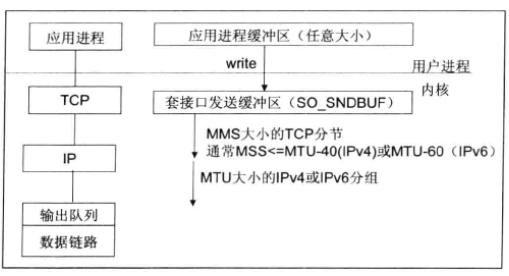 应用进程
应用进程缓冲区（任意大小）
write
用户进程
内核
TCP
套接口发送缓冲区（SO_SNDBUF）
MMS大小的TCP分节
通常MSS<=MTU-40(IPv4)或MTU-60（IPv6）
IP
MTU大小的IPv4或IPv6分组
输出队列
数据链路